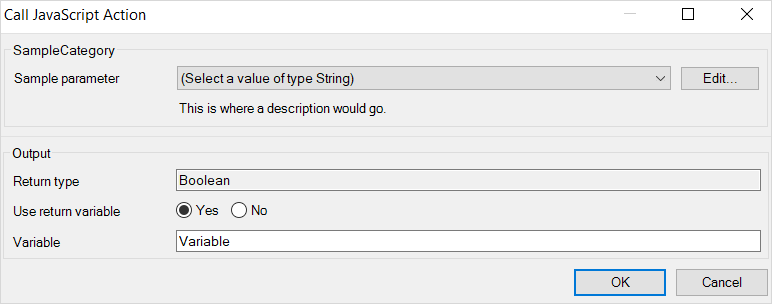 Call JavaScript Action
SampleCategory
Sample parameter (Select a value of type String) Edit...
This is where a description would go.
Output
Return type Boolean
Use return variable Yes No
Variable Variable
OK Cancel